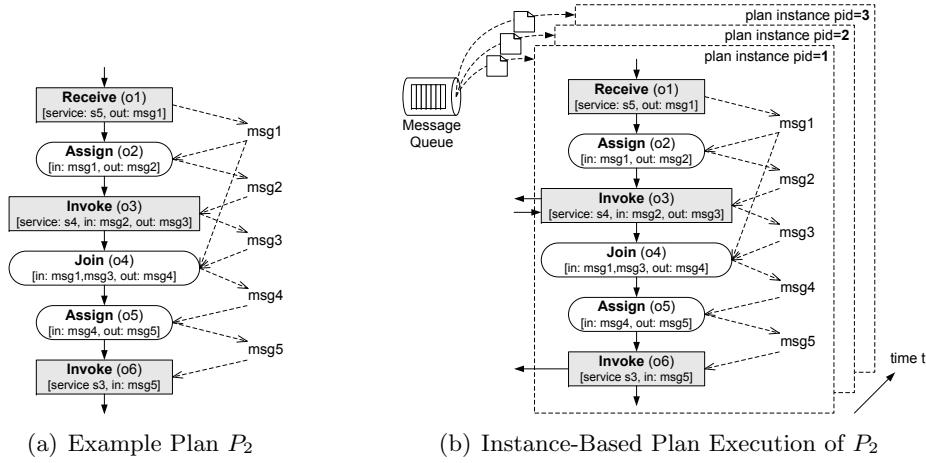 Receive (o1)
[service: s5, out: msg1]
msg1
Assign (o2)
[in: msg1, out: msg2]
msg2
Invoke (o3)
[service: s4, in: msg2, out: msg3]
msg3
Join (o4)
[in: msg1,msg3, out: msg4]
msg4
Assign (o5)
[in: msg4, out: msg5]
msg5
Invoke (o6)
[service s3, in: msg5]
(a) Example Plan P2
plan instance pid=3
plan instance pid=2
plan instance pid=1
Message
Queue
Receive (o1)
[service: s5, out: msg1]
msg1
Assign (o2)
[in: msg1, out: msg2]
msg2
Invoke (o3)
[service: s4, in: msg2, out: msg3]
msg3
Join (o4)
[in: msg1,msg3, out: msg4]
msg4
Assign (o5)
[in: msg4, out: msg5]
msg5
Invoke (o6)
[service s3, in: msg5]
time t
(b) Instance-Based Plan Execution of P2